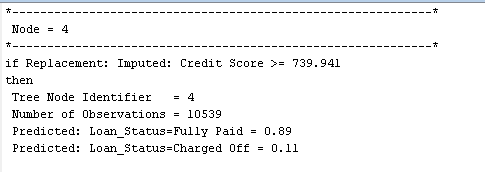 *------------------------------------------------------------*
Node = 4
*------------------------------------------------------------*
if Replacement: Imputed: Credit Score >= 739.941
then
Tree Node Identifier   = 4
Number of Observations = 10539
Predicted: Loan_Status=Fully Paid = 0.89
Predicted: Loan_Status=Charged Off = 0.11